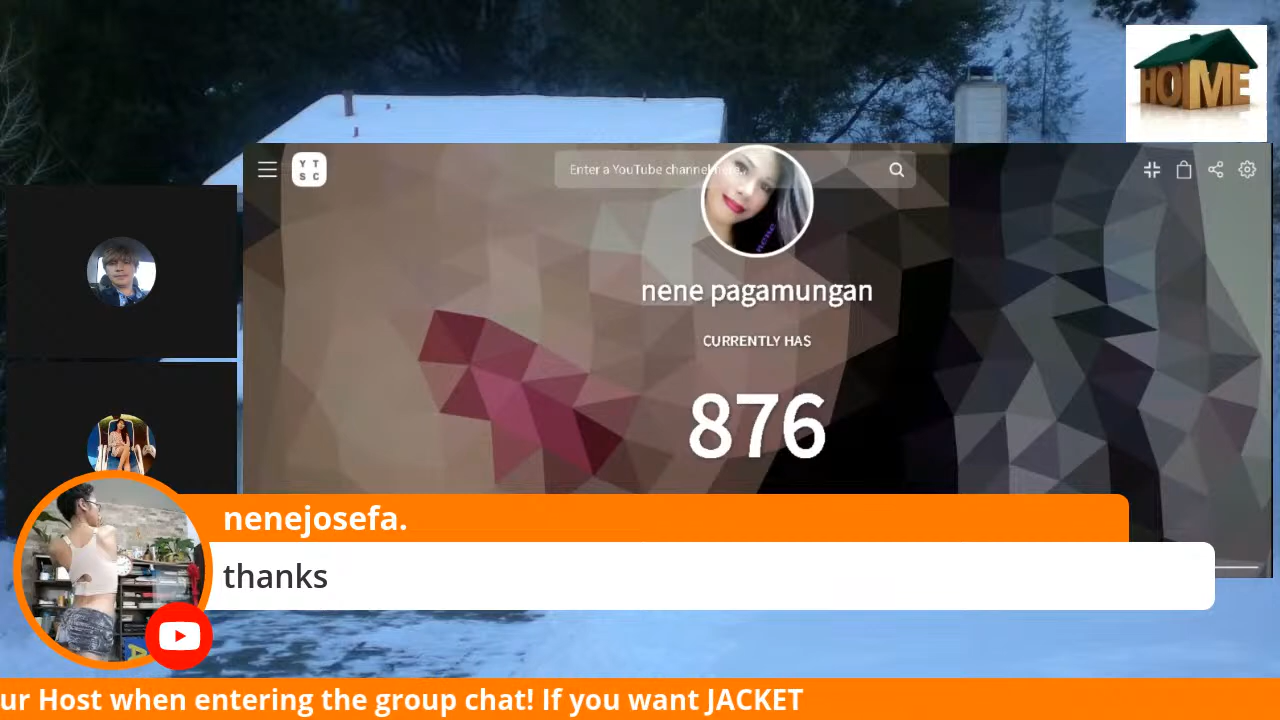 HOME
Y T
S C
Enter a YouTube channel here...
nene pagamungan
CURRENTLY HAS
876
nenejosefa.
thanks
ur Host when entering the group chat! If you want JACKET